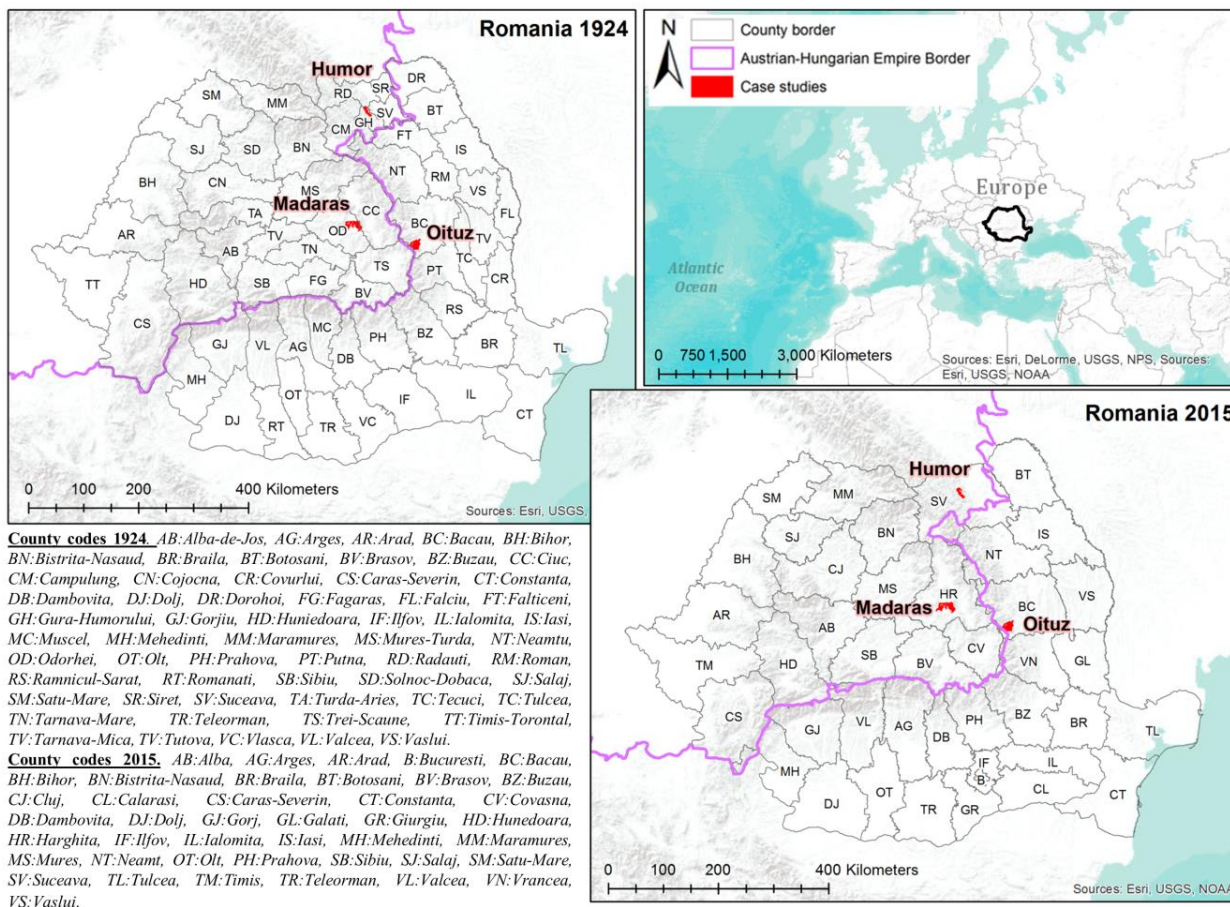 Romania 1924
Humor
DR
SR
RD
SM
MM
SV
BT
GH
CM
FT
SJ
SD
BN
IS
NT
BH
CN
RM
VS
MS
Madaras
CC
TA
BC
FL
AR
OD
Oituz
TV
TV
AB
TN
TC
TS
PT
TT
HD
SB
FG
CR
BV
CS
RS
MC
GJ
VL
PH
BZ
AG
BR
TL
DB
MH
OT
IF
IL
DJ
RT
TR
VC
CT
0 100 200 400 Kilometers
Sources: Esri, USGS,
N
County border
Austrian-Hungarian Empire Border
Case studies
Europe
Atlantic
Ocean
0 750 1,500 3,000 Kilometers
Sources: Esri, DeLorme, USGS, NPS, Sources:
Esri, USGS, NOAA
Romania 2015
Humor
BT
SM
MM
SV
SJ
BN
IS
BH
NT
CJ
MS
HR
VS
Madaras
BC
AR
AB
Oituz
CV
TM
HD
SB
BV
VN
GL
CS
GJ
VL
AG
PH
BZ
BR
DB
TL
MH
IF
IL
B
CL
DJ
OT
TR
GR
CT
0 100 200 400 Kilometers
Sources: Esri, USGS, NOAA
County codes 1924. AB:Alba-de-Jos, AG:Arges, AR:Arad, BC:Bacau, BH:Bihor,
BN:Bistrita-Nasaud, BR:Braila, BT:Botosani, BV:Brasov, BZ:Buzau, CC:Ciuc,
CM:Campulung, CN:Cojocna, CR:Covurlui, CS:Caras-Severin, CT:Constanta,
DB:Dambovita, DJ:Dolj, DR:Dorohoi, FG:Fagaras, FL:Falciu, FT:Falticeni,
GH:Gura-Humorului, GJ:Gorjiu, HD:Huniedoara, IF:Ilfov, IL:Ialomita, IS:Iasi,
MC:Muscel, MH:Mehedinti, MM:Maramures, MS:Mures-Turda, NT:Neamtu,
OD:Odorhei, OT:Olt, PH:Prahova, PT:Putna, RD:Radauti, RM:Roman,
RS:Ramnicul-Sarat, RT:Romanati, SB:Sibiu, SD:Solnoc-Dobaca, SJ:Salaj,
SM:Satu-Mare, SR:Siret, SV:Suceava, TA:Turda-Aries, TC:Tecuci, TC:Tulcea,
TN:Tarnava-Mare, TR:Teleorman, TS:Trei-Scaune, TT:Timis-Torontal,
TV:Tarnava-Mica, TV:Tutova, VC:Vlasca, VL:Valcea, VS:Vaslui.
County codes 2015. AB:Alba, AG:Arges, AR:Arad, B:Bucuresti, BC:Bacau,
BH:Bihor, BN:Bistrita-Nasaud, BR:Braila, BT:Botosani, BV:Brasov, BZ:Buzau,
CJ:Cluj, CL:Calarasi, CS:Caras-Severin, CT:Constanta, CV:Covasna,
DB:Dambovita, DJ:Dolj, GJ:Gorj, GL:Galati, GR:Giurgiu, HD:Hunedoara,
HR:Harghita, IF:Ilfov, IL:Ialomita, IS:Iasi, MH:Mehedinti, MM:Maramures,
MS:Mures, NT:Neamt, OT:Olt, PH:Prahova, SB:Sibiu, SJ:Salaj, SM:Satu-Mare,
SV:Suceava, TL:Tulcea, TM:Timis, TR:Teleorman, VL:Valcea, VN:Vrancea,
VS:Vaslui.